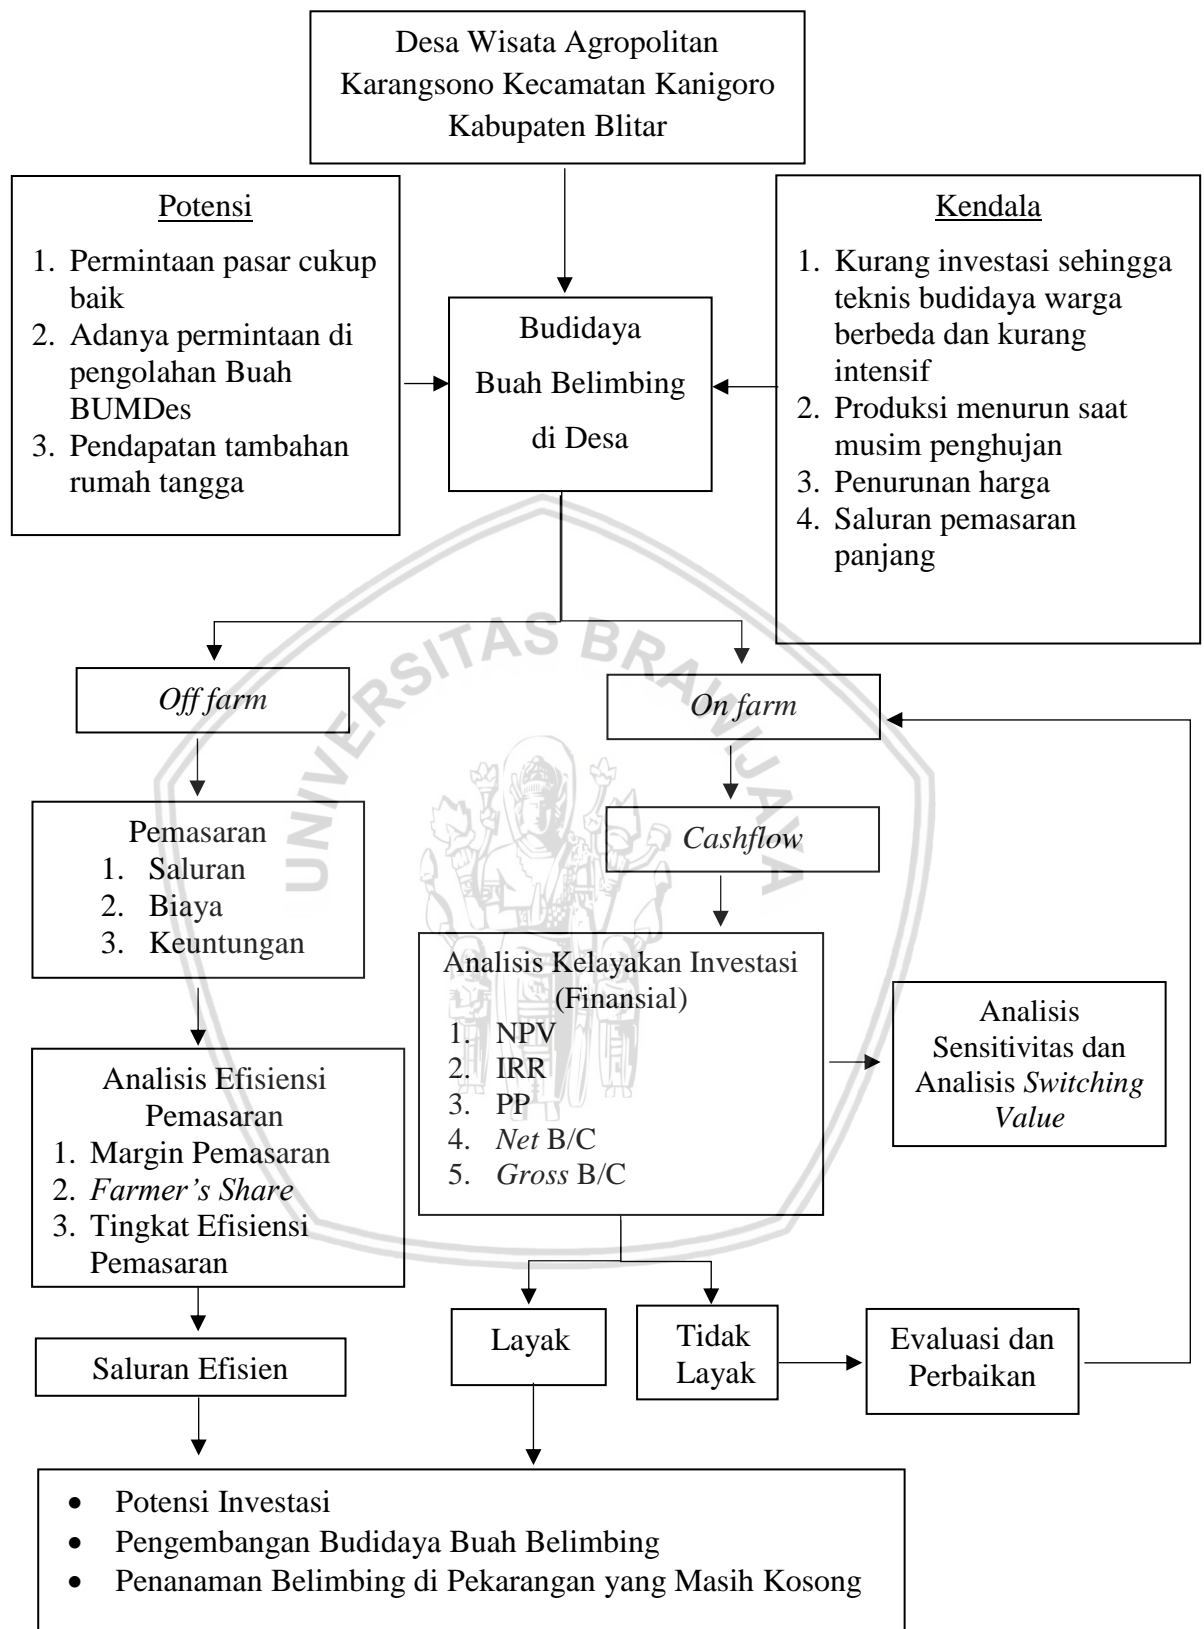 Desa Wisata Agropolitan
Karangsono Kecamatan Kanigoro
Kabupaten Blitar
Potensi
1. Permintaan pasar cukup
baik
2. Adanya permintaan di
pengolahan Buah
BUMDes
3. Pendapatan tambahan
rumah tangga
Budidaya
Buah Belimbing
di Desa
Kendala
1. Kurang investasi sehingga
teknis budidaya warga
berbeda dan kurang
intensif
2. Produksi menurun saat
musim penghujan
3. Penurunan harga
4. Saluran pemasaran
panjang
UNIVERSITAS BRAWIJAYA
Off farm
On farm
Pemasaran
1. Saluran
2. Biaya
3. Keuntungan
Cashflow
Analisis Kelayakan Investasi
(Finansial)
1. NPV
2. IRR
3. PP
4. Net B/C
5. Gross B/C
Analisis
Sensitivitas dan
Analisis Switching
Value
Analisis Efisiensi
Pemasaran
1. Margin Pemasaran
2. Farmer’s Share
3. Tingkat Efisiensi
Pemasaran
Saluran Efisien
Layak
Tidak
Layak
Evaluasi dan
Perbaikan
• Potensi Investasi
• Pengembangan Budidaya Buah Belimbing
• Penanaman Belimbing di Pekarangan yang Masih Kosong